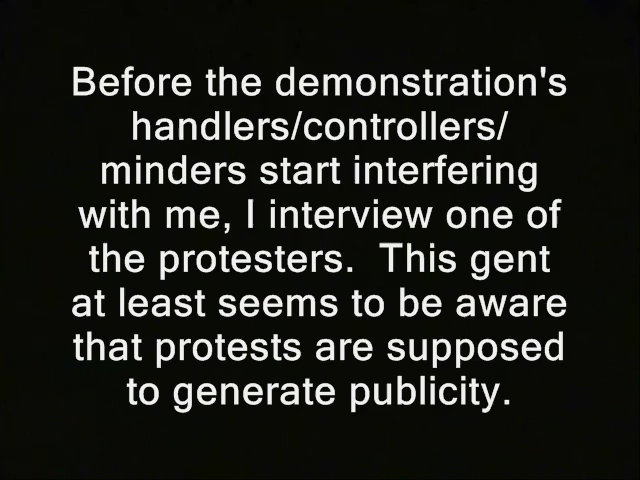 Before the demonstration's
handlers/controllers/
minders start interfering
with me, I interview one of
the protesters.  This gent
at least seems to be aware
that protests are supposed
to generate publicity.